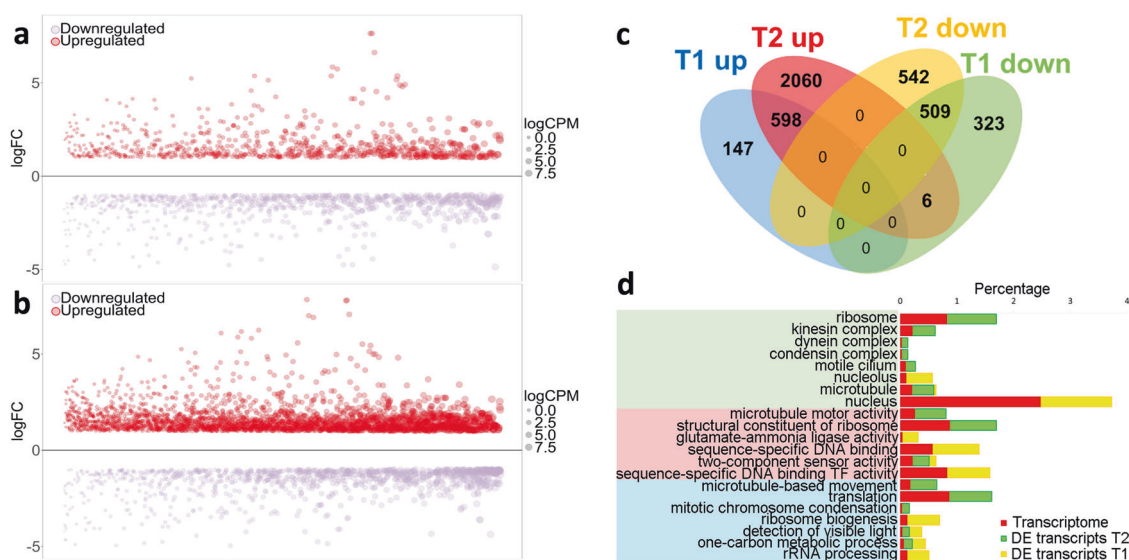 a
Downregulated
Upregulated
logFC
5
0
-5
logCPM
0.0
2.5
5.0
7.5
b
Downregulated
Upregulated
logFC
5
0
-5
logCPM
0.0
2.5
5.0
7.5
c
T1 up
T2 up
T2 down
T1 down
2060
542
598
0
509
147
323
0
0
0
6
0
0
0
0
d
Percentage
0 1 2 3 4
ribosome
kinesin complex
dynein complex
condensin complex
motile cilium
nucleolus
microtubule
nucleus
microtubule motor activity
structural constituent of ribosome
glutamate-ammonia ligase activity
sequence-specific DNA binding
two-component sensor activity
sequence-specific DNA binding TF activity
microtubule-based movement
translation
mitotic chromosome condensation
ribosome biogenesis
detection of visible light
one-carbon metabolic process
rRNA processing
Transcriptome
DE transcripts T2
DE transcripts T1